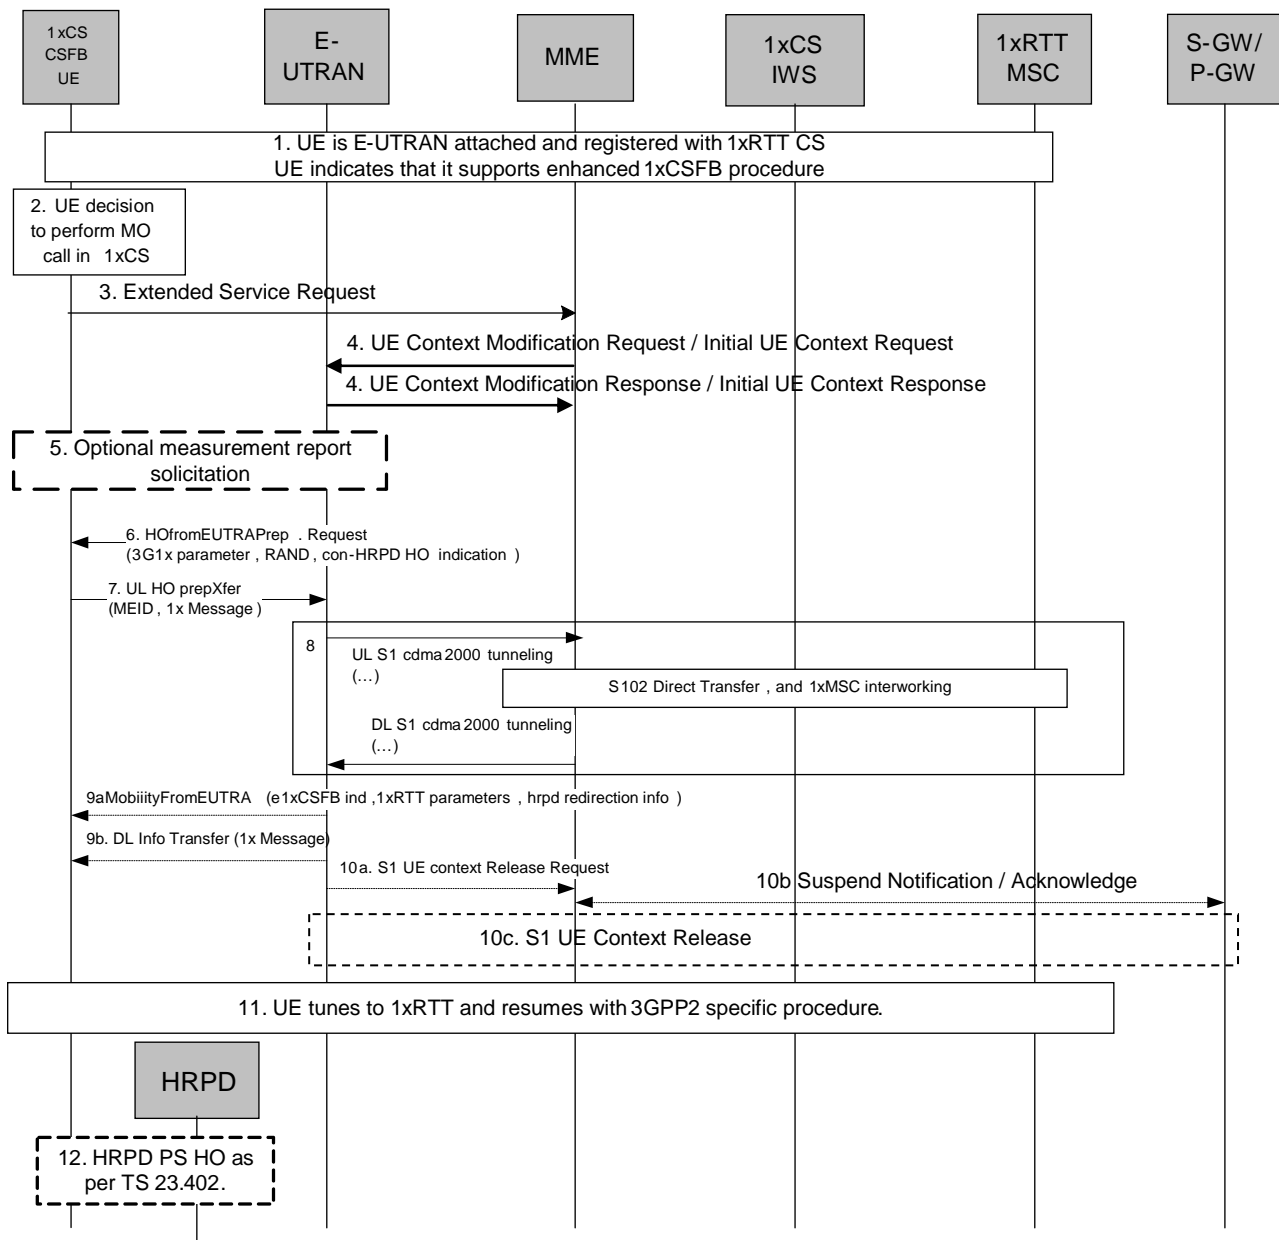 1xCS
CSFB
UE
E-
UTRAN
MME
1xCS
IWS
1xRTT
MSC
S-GW/
P-GW
1. UE is E-UTRAN attached and registered with 1xRTT CS
UE indicates that it supports enhanced 1xCSFB procedure
2. UE decision
to perform MO
call in 1xCS
3. Extended Service Request
4. UE Context Modification Request / Initial UE Context Request
4. UE Context Modification Response / Initial UE Context Response
5. Optional measurement report
solicitation
6. HOfromEUTRAPrep . Request
(3G1x parameter , RAND , con-HRPD HO indication )
7. UL HO prepXfer
(MEID , 1x Message )
8
UL S1 cdma2000 tunneling
(...)
S102 Direct Transfer , and 1xMSC interworking
DL S1 cdma2000 tunneling
(...)
9aMobiiityFromEUTRA (e1xCSFB ind ,1xRTT parameters , hrpd redirection info )
9b. DL Info Transfer (1x Message)
10a. S1 UE context Release Request
10b Suspend Notification / Acknowledge
10c. S1 UE Context Release
11. UE tunes to 1xRTT and resumes with 3GPP2 specific procedure.
HRPD
12. HRPD PS HO as
per TS 23.402.